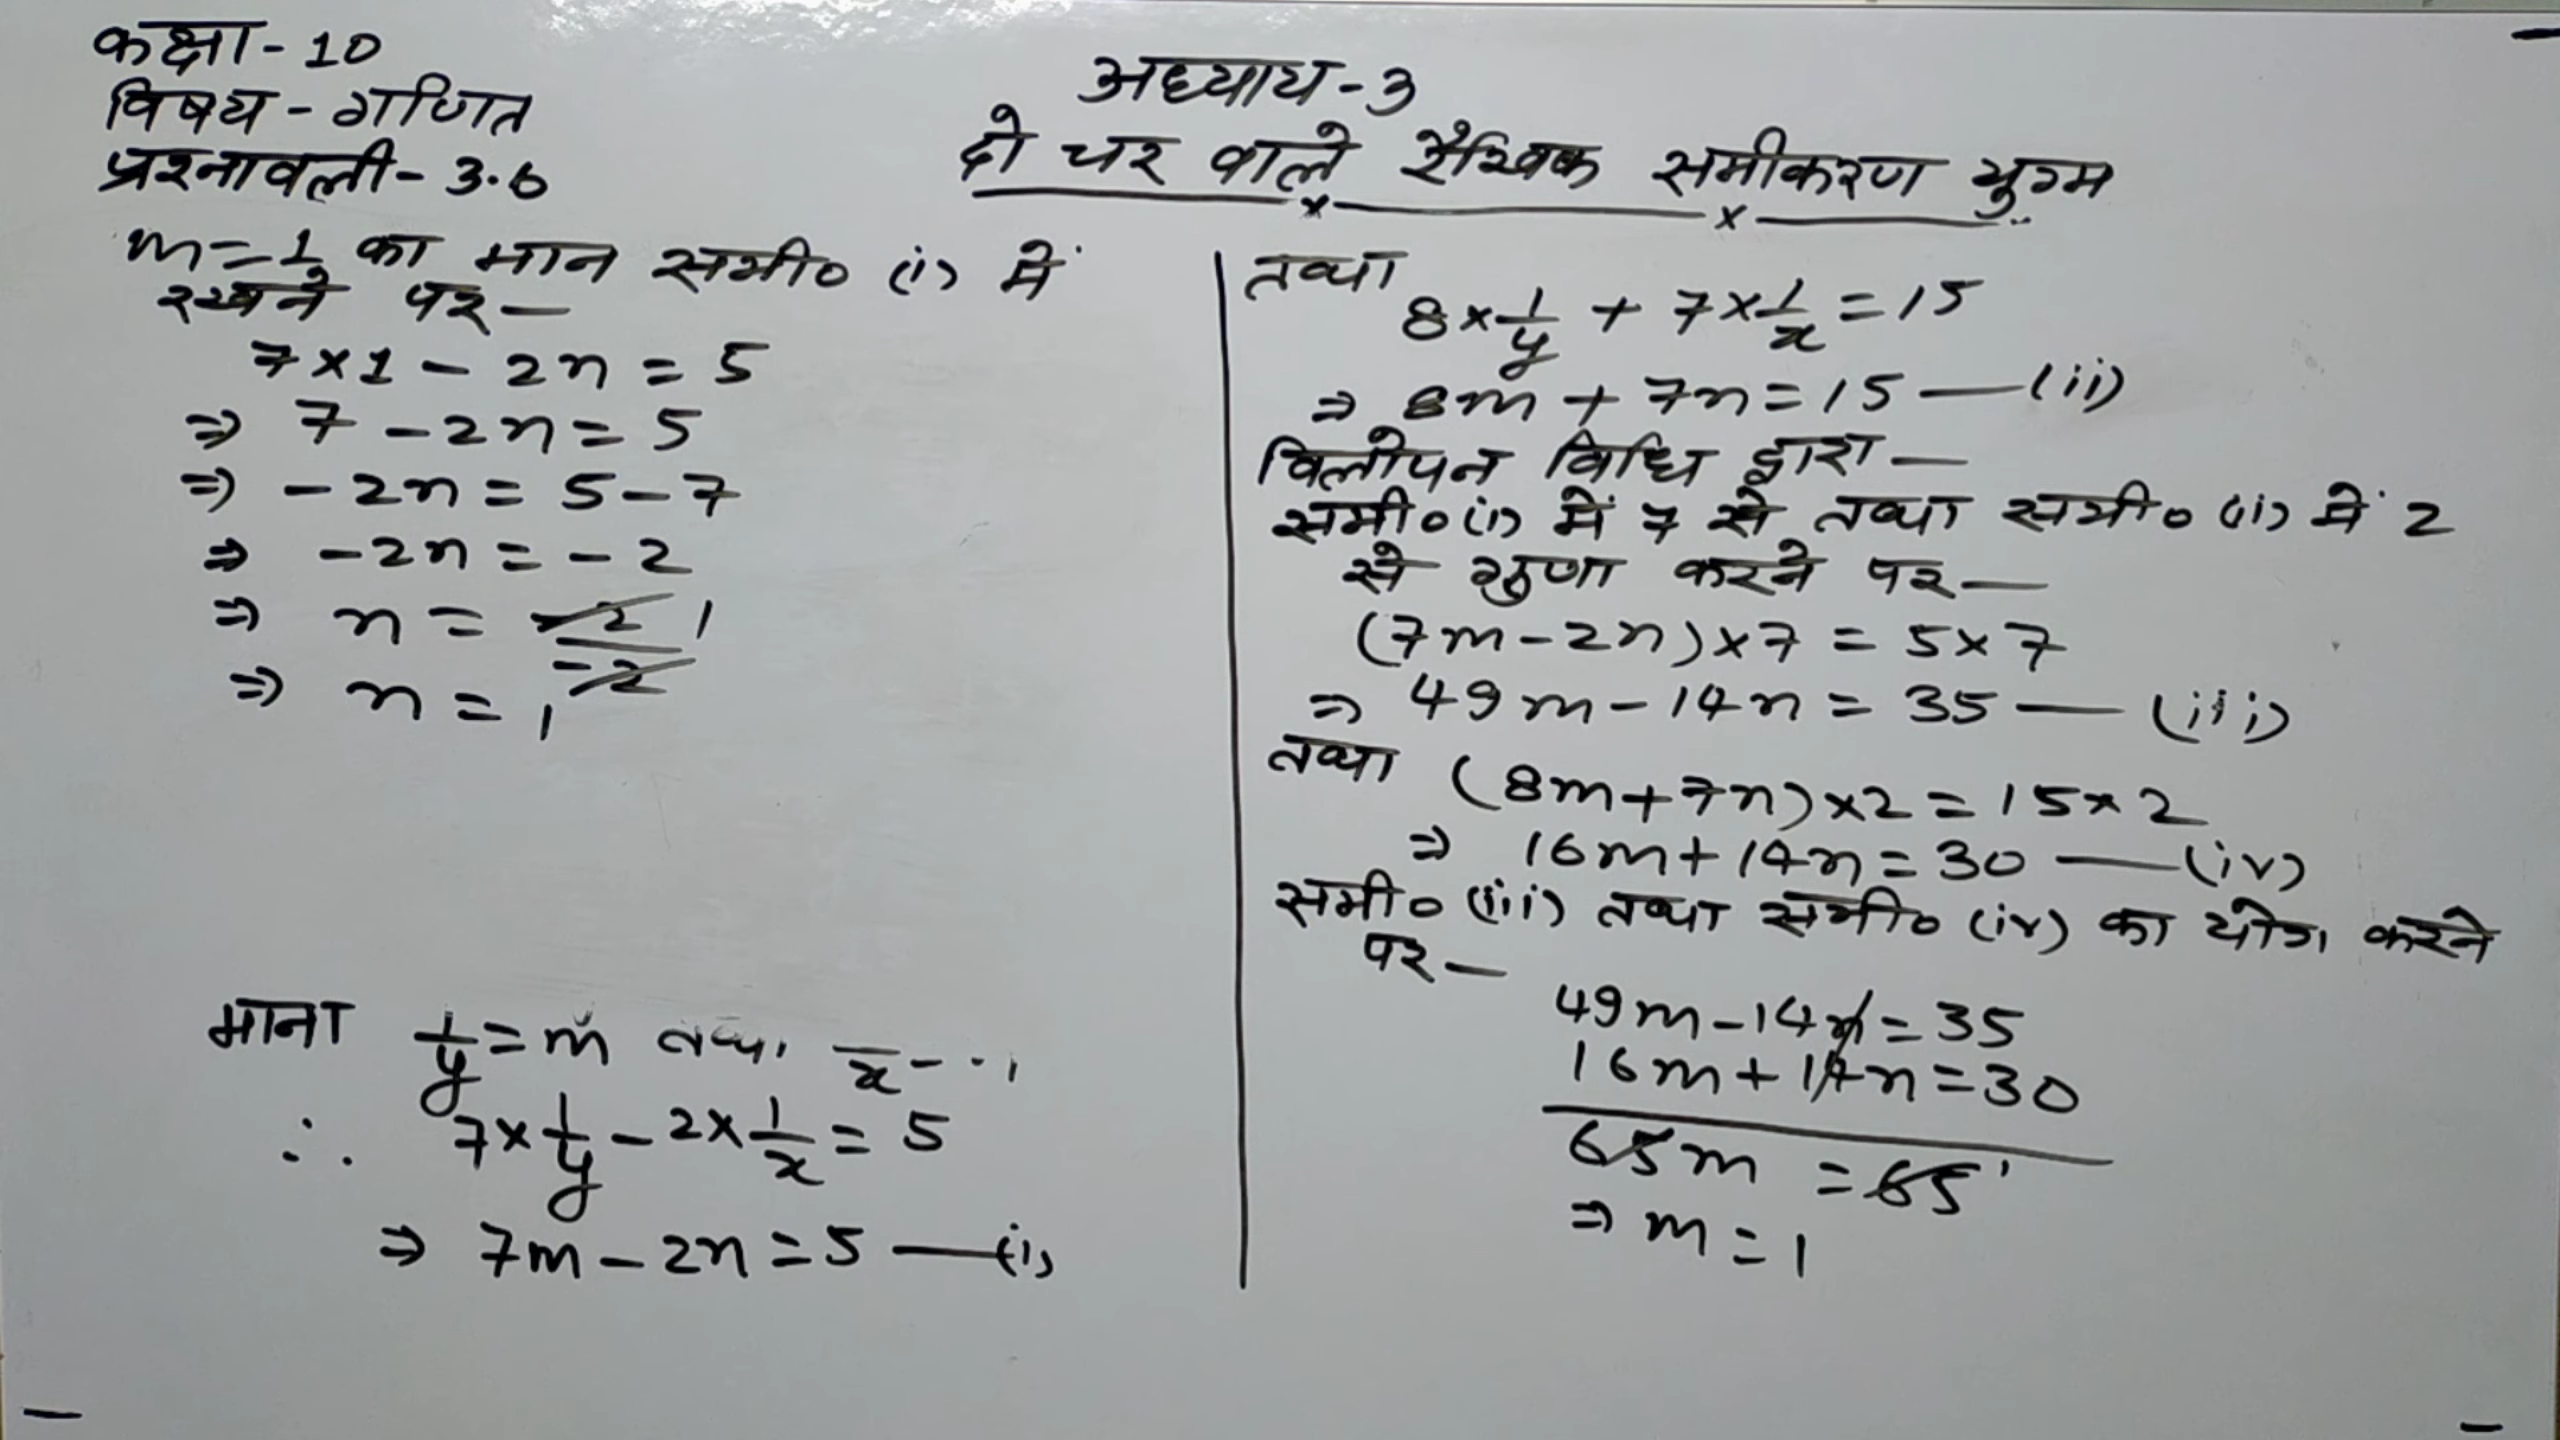 कक्षा-10
विषय-गणित
प्रश्नावली-3.6
अध्याय-3
दो चर वाले रैखिक समीकरण युग्म
m=1 का मान समी० (i) में
रखने पर—
7×1 - 2n = 5
⇒ 7 - 2n = 5
⇒ -2n = 5-7
⇒ -2n = -2
⇒ n = -2/-2 1
⇒ n = 1
माना 1/y = m तथा
∴ 7×1/y - 2×1/x = 5
⇒ 7m - 2n = 5 —(i)
तथा
8×1/y + 7×1/x = 15
⇒ 8m + 7n = 15 —(ii)
विलोपन विधि द्वारा—
समी० (i) में 7 से तथा समी० (ii) में 2
से गुणा करने पर—
(7m-2n)×7 = 5×7
⇒ 49m-14n = 35 — (iii)
तथा (8m+7n)×2 = 15×2
⇒ 16m+14n = 30 —(iv)
समी० (iii) तथा समी० (iv) का योग करने
पर—
49m-14n = 35
16m+14n = 30
65m = 65 1
⇒ m = 1